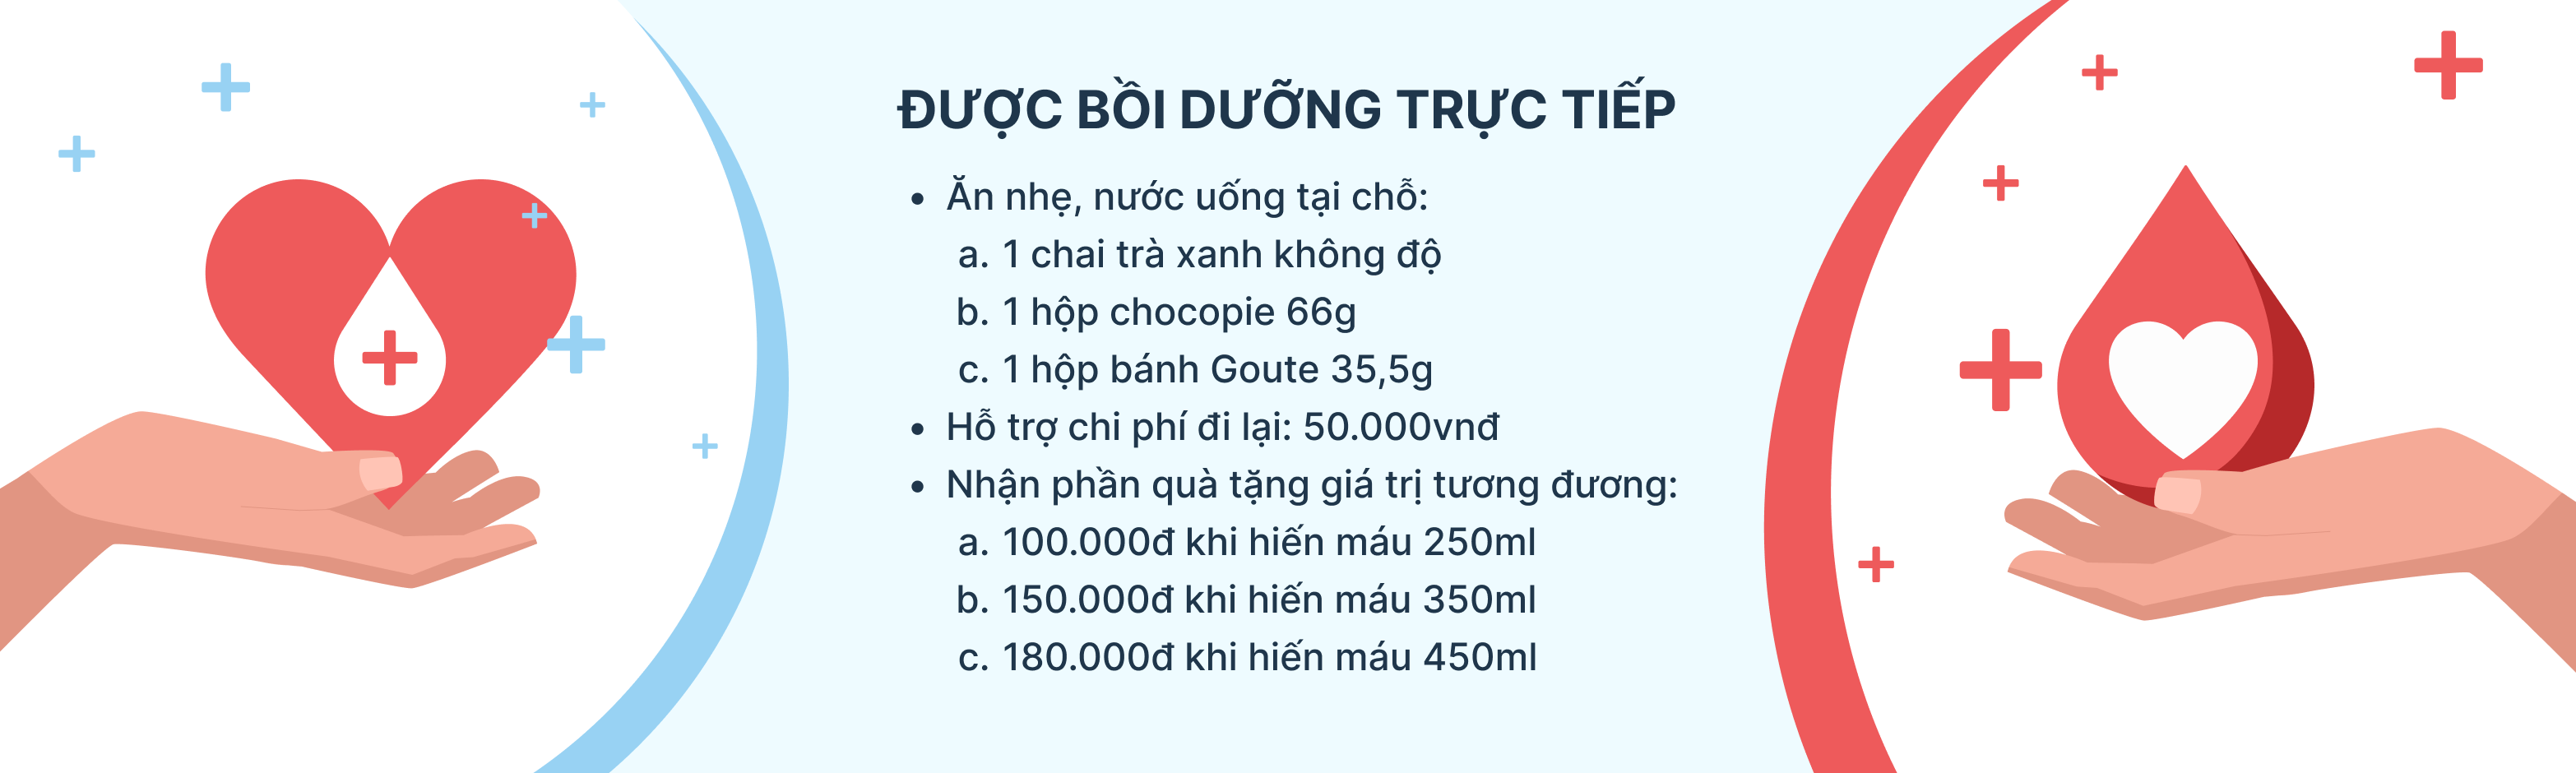 ĐƯỢC BỒI DƯỠNG TRỰC TIẾP
• Ăn nhẹ, nước uống tại chỗ:
a. 1 chai trà xanh không độ
b. 1 hộp chocopie 66g
c. 1 hộp bánh Goute 35,5g
• Hỗ trợ chi phí đi lại: 50.000vnđ
• Nhận phần quà tặng giá trị tương đương:
a. 100.000đ khi hiến máu 250ml
b. 150.000đ khi hiến máu 350ml
c. 180.000đ khi hiến máu 450ml